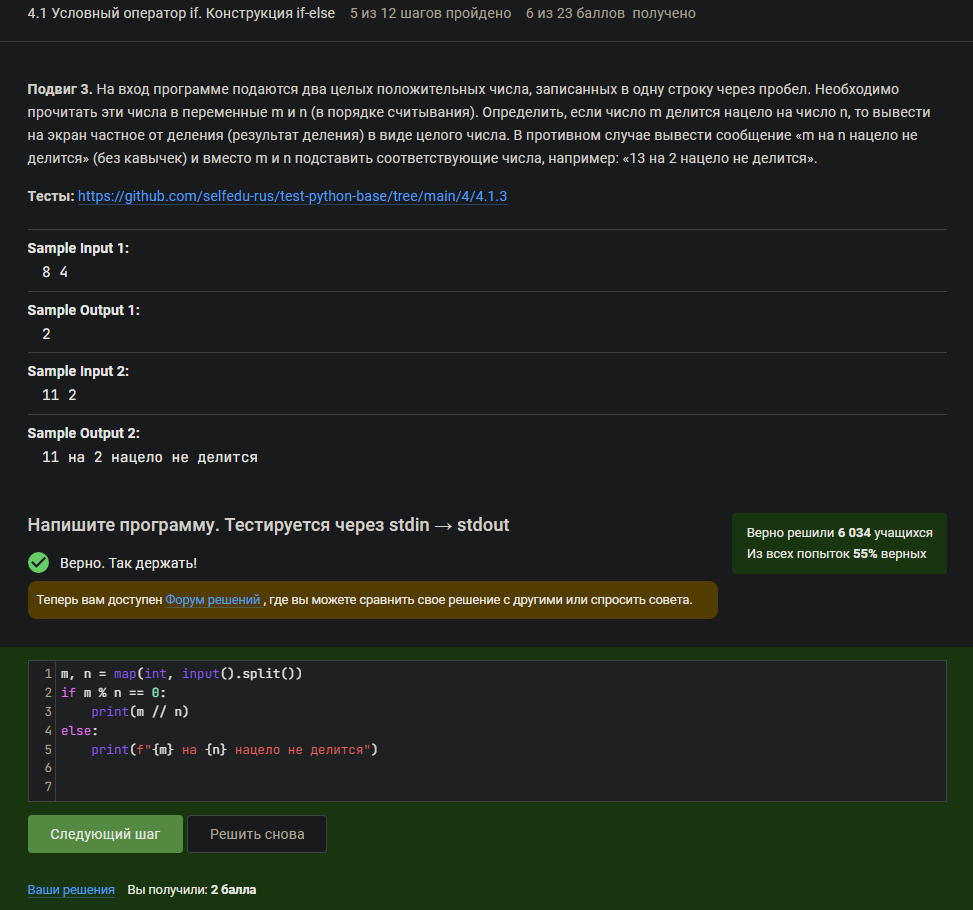 4.1 Условный оператор if. Конструкция if-else 5 из 12 шагов пройдено 6 из 23 баллов получено
Подвиг 3. На вход программе подаются два целых положительных числа, записанных в одну строку через пробел. Необходимо
прочитать эти числа в переменные m и n (в порядке считывания). Определить, если число m делится нацело на число n, то вывести
на экран частное от деления (результат деления) в виде целого числа. В противном случае вывести сообщение «m на n нацело не
делится» (без кавычек) и вместо m и n подставить соответствующие числа, например: «13 на 2 нацело не делится».
Тесты: https://github.com/selfedu-rus/test-python-base/tree/main/4/4.1.3
Sample Input 1:
8 4
Sample Output 1:
2
Sample Input 2:
11 2
Sample Output 2:
11 на 2 нацело не делится
Напишите программу. Тестируется через stdin → stdout
Верно решили 6 034 учащихся
Из всех попыток 55% верных
Верно. Так держать!
Теперь вам доступен Форум решений , где вы можете сравнить свое решение с другими или спросить совета.
1 m, n = map(int, input().split())
2 if m % n == 0:
3     print(m // n)
4 else:
5     print(f"{m} на {n} нацело не делится")
6
7
Следующий шаг Решить снова
Ваши решения Вы получили: 2 балла